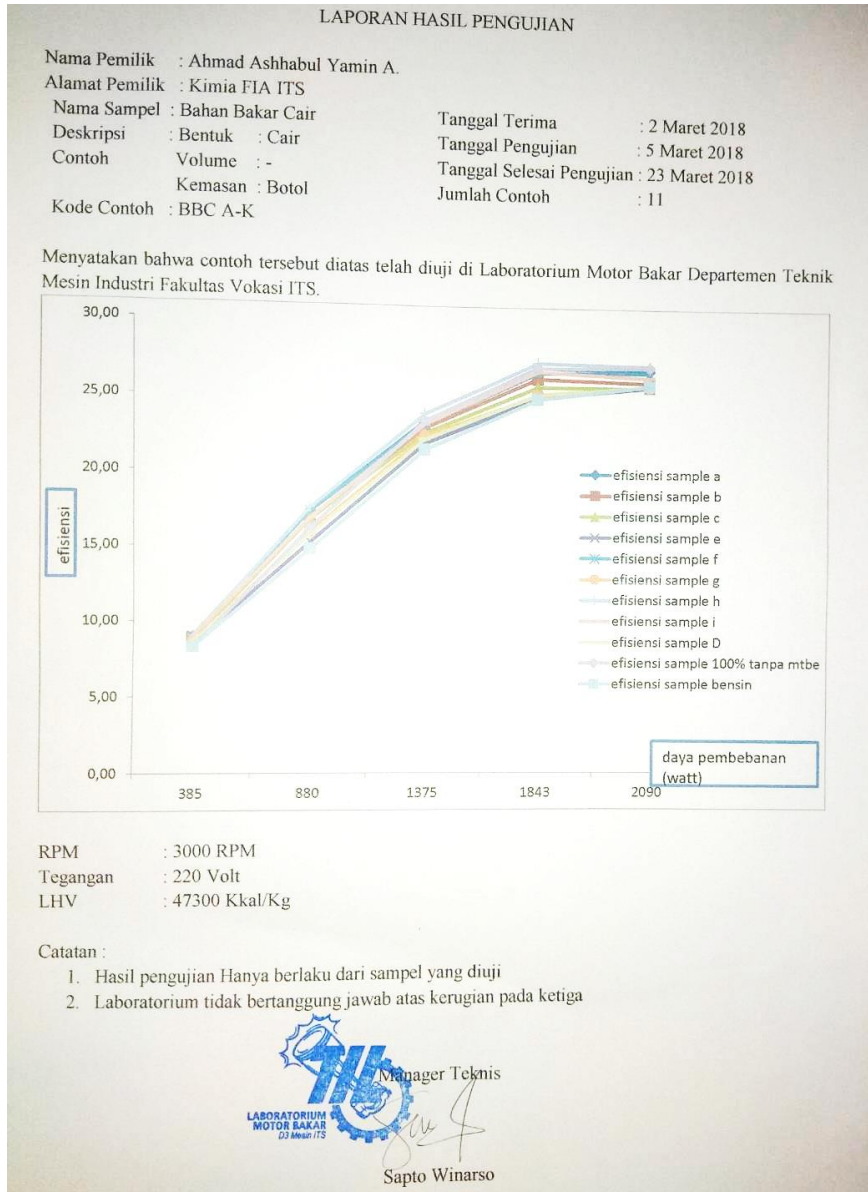 LAPORAN HASIL PENGUJIAN
Nama Pemilik : Ahmad Ashhabul Yamin A.
Alamat Pemilik : Kimia FIA ITS
Nama Sampel : Bahan Bakar Cair
Deskripsi : Bentuk : Cair
Contoh Volume : -
Kemasan : Botol
Kode Contoh : BBC A-K
Tanggal Terima : 2 Maret 2018
Tanggal Pengujian : 5 Maret 2018
Tanggal Selesai Pengujian : 23 Maret 2018
Jumlah Contoh : 11
Menyatakan bahwa contoh tersebut diatas telah diuji di Laboratorium Motor Bakar Departemen Teknik
Mesin Industri Fakultas Vokasi ITS.
30,00
25,00
20,00
15,00
10,00
5,00
0,00
efisiensi
385 880 1375 1843 2090
daya pembebanan
(watt)
efisiensi sample a
efisiensi sample b
efisiensi sample c
efisiensi sample e
efisiensi sample f
efisiensi sample g
efisiensi sample h
efisiensi sample i
efisiensi sample D
efisiensi sample 100% tanpa mtbe
efisiensi sample bensin
RPM : 3000 RPM
Tegangan : 220 Volt
LHV : 47300 Kkal/Kg
Catatan :
1. Hasil pengujian Hanya berlaku dari sampel yang diuji
2. Laboratorium tidak bertanggung jawab atas kerugian pada ketiga
Manager Teknis
LABORATORIUM
MOTOR BAKAR
D3 Mesin ITS
Sapto Winarso